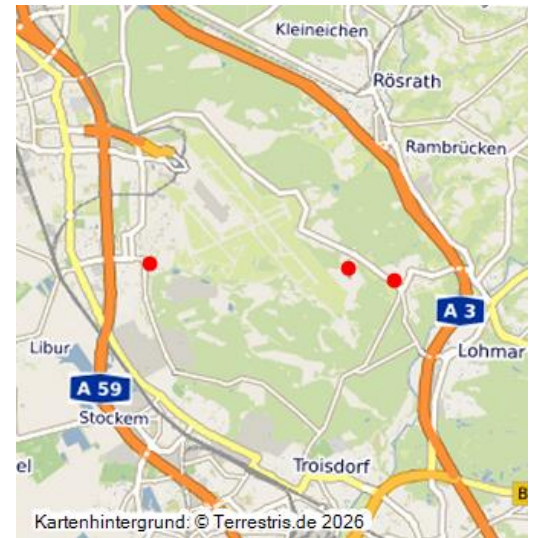 Kleineichen
Rösrath
Rambrücken
A 3
Libur
Lohmar
A 59
Stockem
el
Troisdorf
B
Kartenhintergrund: © Terrestris.de 2026